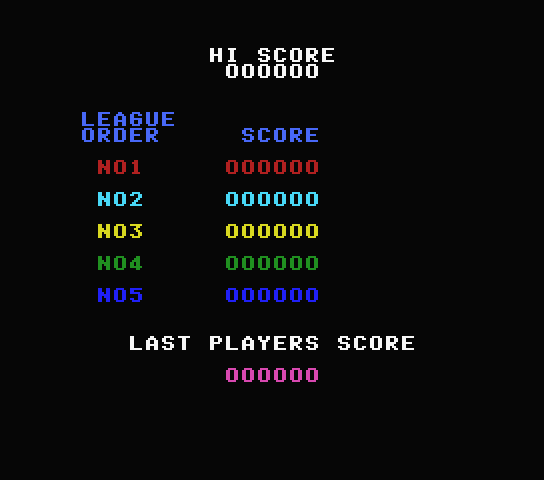 HI SCORE
000000
LEAGUE
ORDER SCORE
NO1 000000
NO2 000000
NO3 000000
NO4 000000
NO5 000000
LAST PLAYERS SCORE
000000